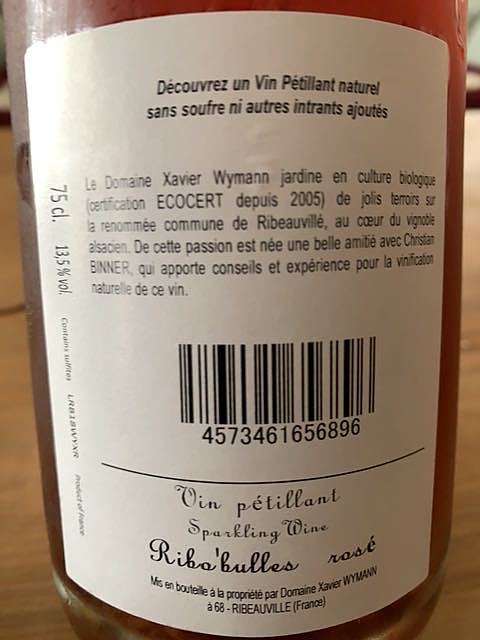 Découvrez un Vin Pétillant naturel
sans soufre ni autres intrants ajoutés
Le Domaine Xavier Wymann jardine en culture biologique
(certification ECOCERT depuis 2005) de jolis terroirs sur
la renommée commune de Ribeauvillé, au cœur du vignoble
alsacien. De cette passion est née une belle amitié avec Christian
BINNER, qui apporte conseils et expérience pour la vinification
naturelle de ce vin.
75 cl. 13,5 % vol. Contains sulfites LRB18WYXR Product of France
4573461656896
Vin pétillant
Sparkling Wine
Ribo'bulles rosé
Mis en bouteille à la propriété par Domaine Xavier WYMANN
à 68 - RIBEAUVILLE (France)